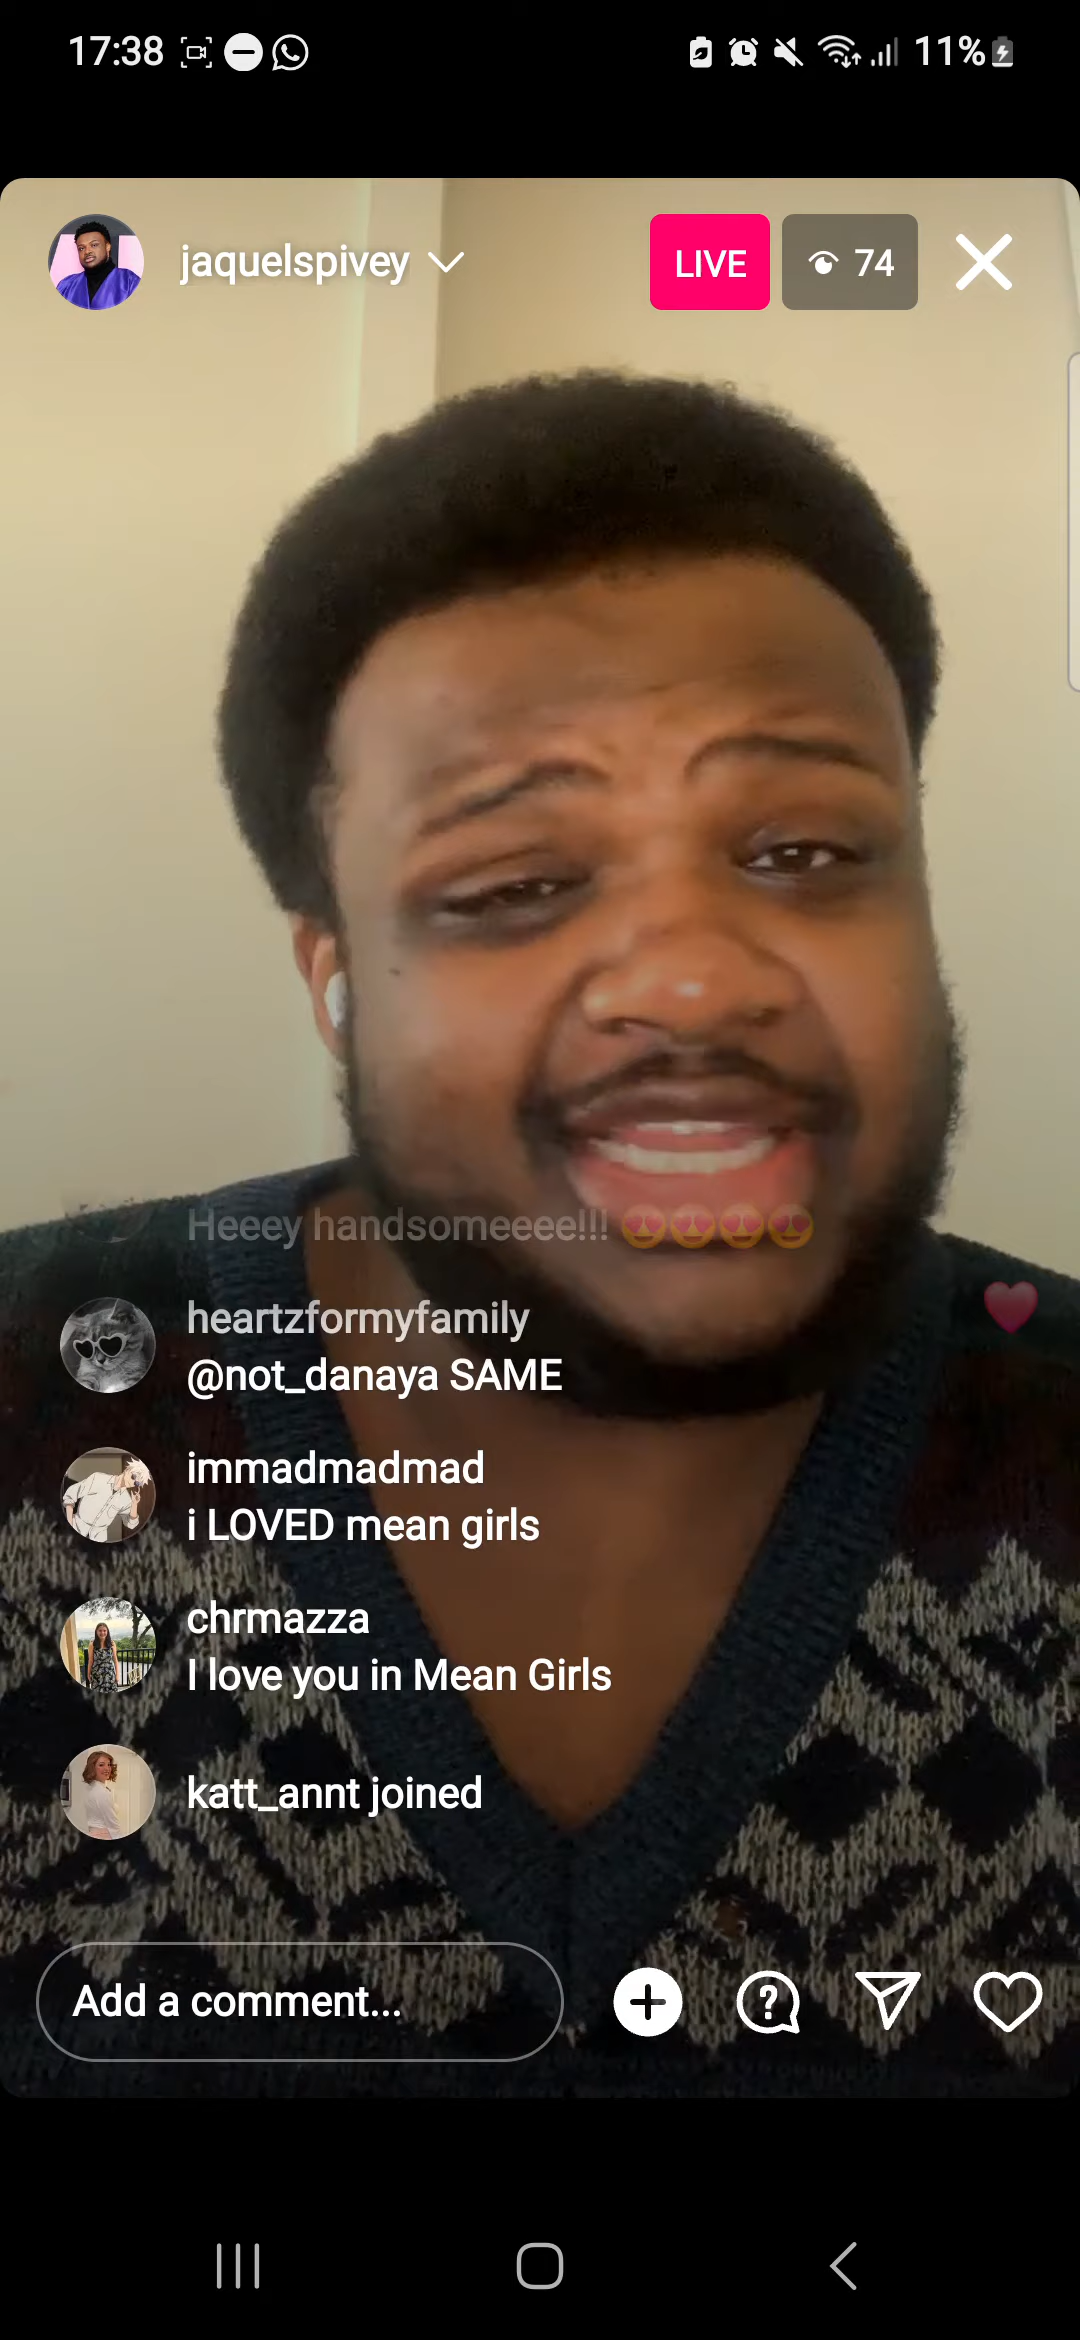 17:38 11%
jaquelspivey LIVE 74
Heeey handsomeeee!!! 😍😍😍😍
heartzformyfamily
@not_danaya SAME
immadmadmad
i LOVED mean girls
chrmazza
I love you in Mean Girls
katt_annt joined
Add a comment...